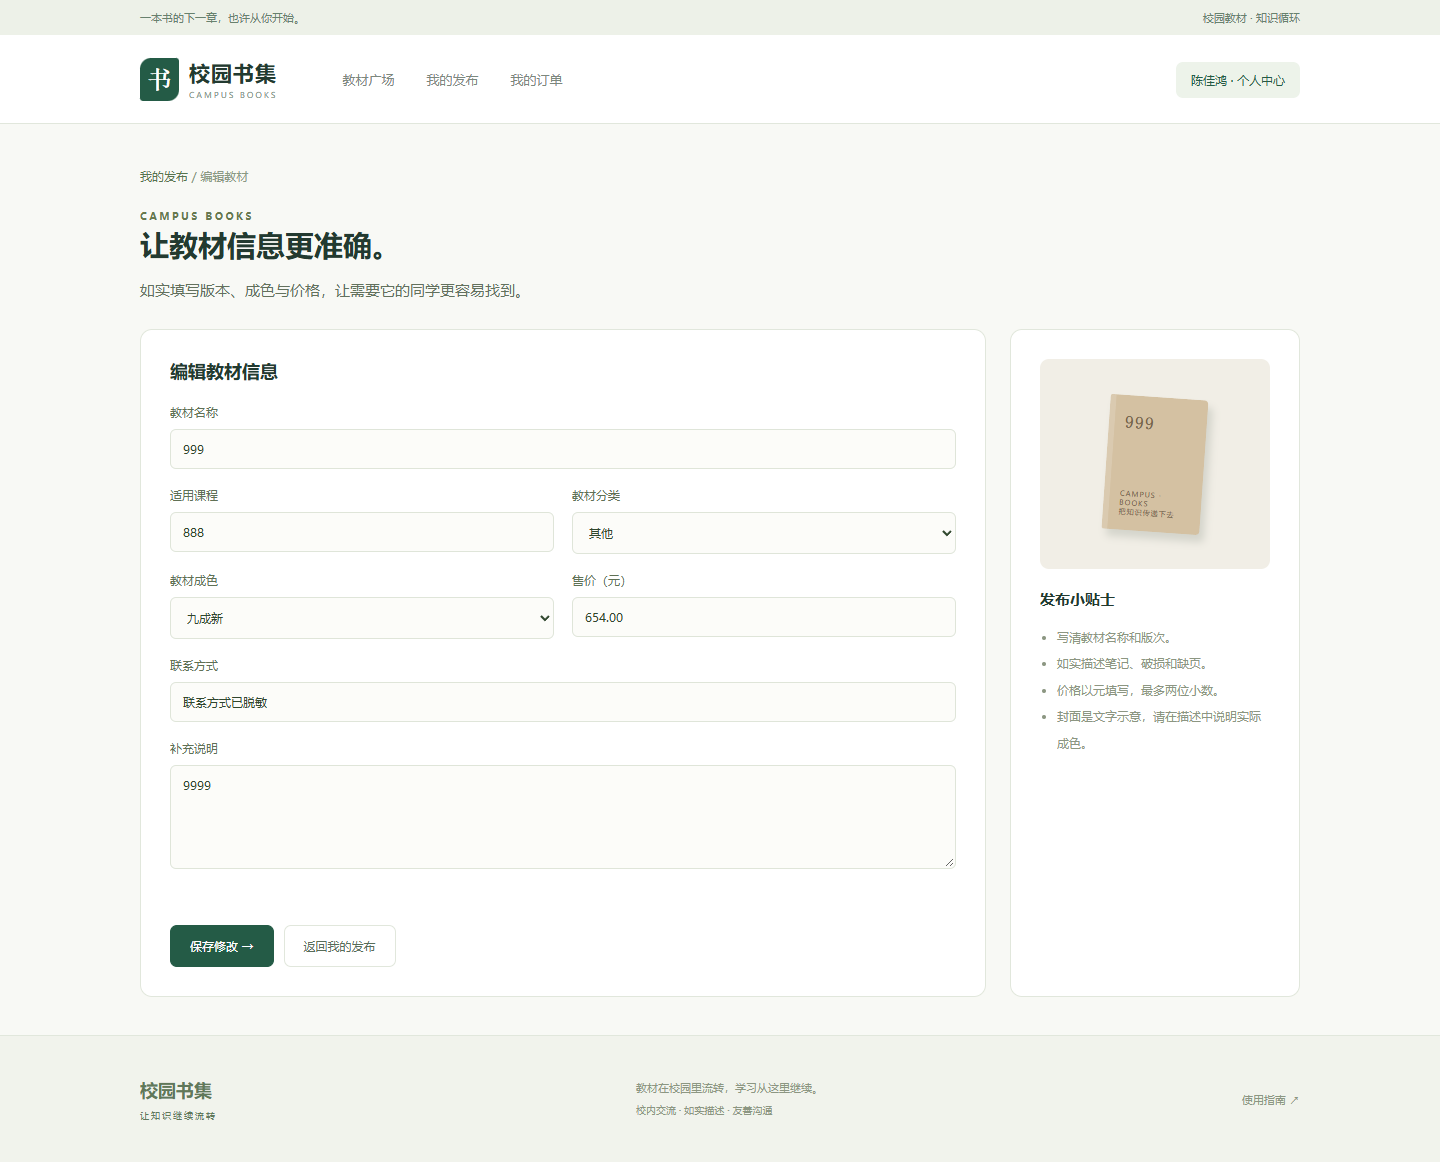 一本书的下一章，也许从你开始。
校园教材 · 知识循环
书
校园书集
CAMPUS BOOKS
教材广场
我的发布
我的订单
陈佳鸿 · 个人中心
我的发布 / 编辑教材
CAMPUS BOOKS
让教材信息更准确。
如实填写版本、成色与价格，让需要它的同学更容易找到。
编辑教材信息
教材名称
999
适用课程
教材分类
888
其他
教材成色
售价（元）
九成新
654.00
联系方式
联系方式已脱敏
补充说明
9999
保存修改 →
返回我的发布
999
CAMPUS
BOOKS
把知识传递下去
发布小贴士
写清教材名称和版次。
如实描述笔记、破损和缺页。
价格以元填写，最多两位小数。
封面是文字示意，请在描述中说明实际
成色。
校园书集
让知识继续流转
教材在校园里流转，学习从这里继续。
校内交流 · 如实描述 · 友善沟通
使用指南 ↗